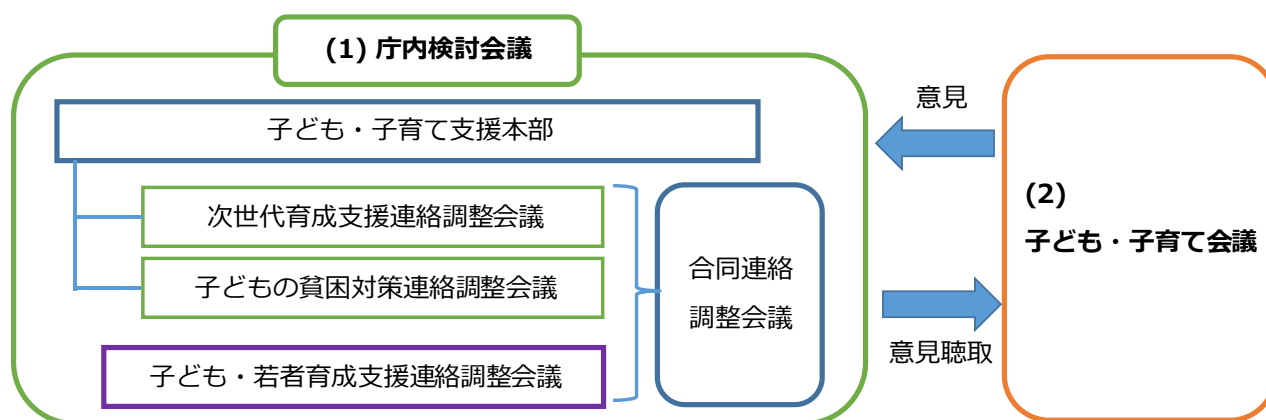 (1) 庁内検討会議
子ども・子育て支援本部
次世代育成支援連絡調整会議
子どもの貧困対策連絡調整会議
子ども・若者育成支援連絡調整会議
合同連絡
調整会議
意見
意見聴取
(2)
子ども・子育て会議